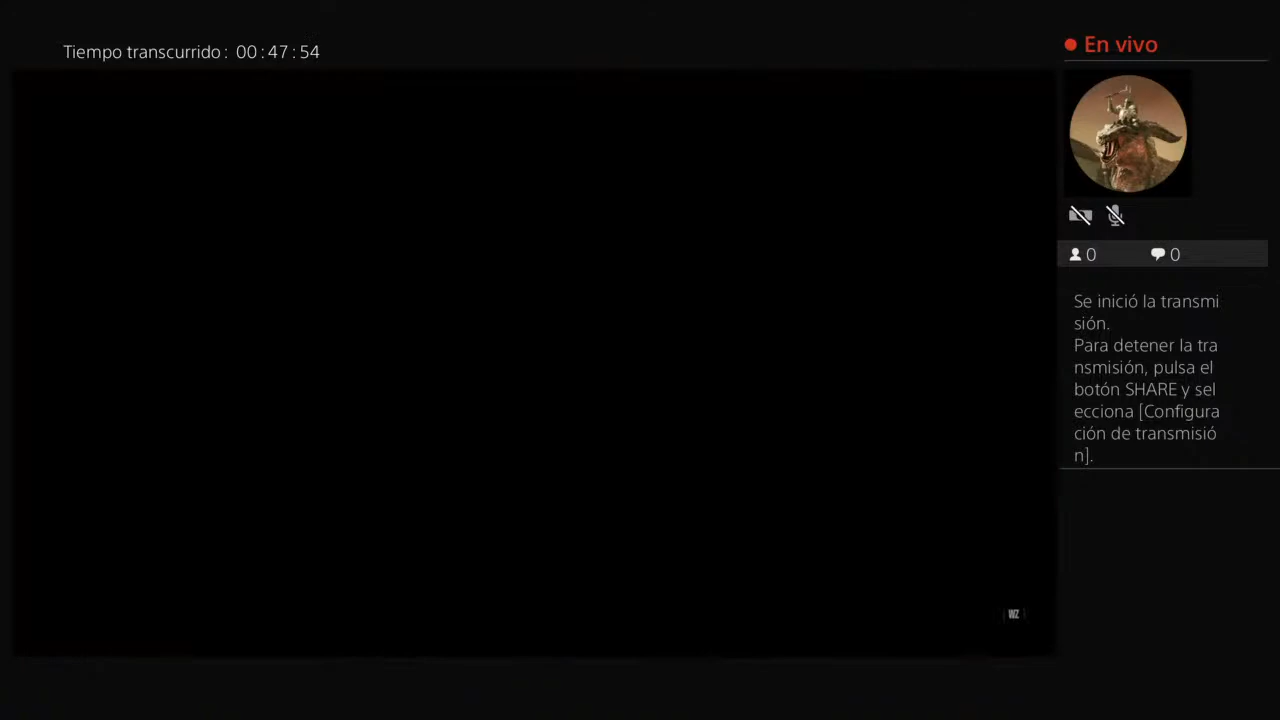 Tiempo transcurrido: 00:47:54
En vivo
0 0
Se inició la transmi
sión.
Para detener la tra
nsmisión, pulsa el
botón SHARE y sel
ecciona [Configura
ción de transmisió
n].
WZ